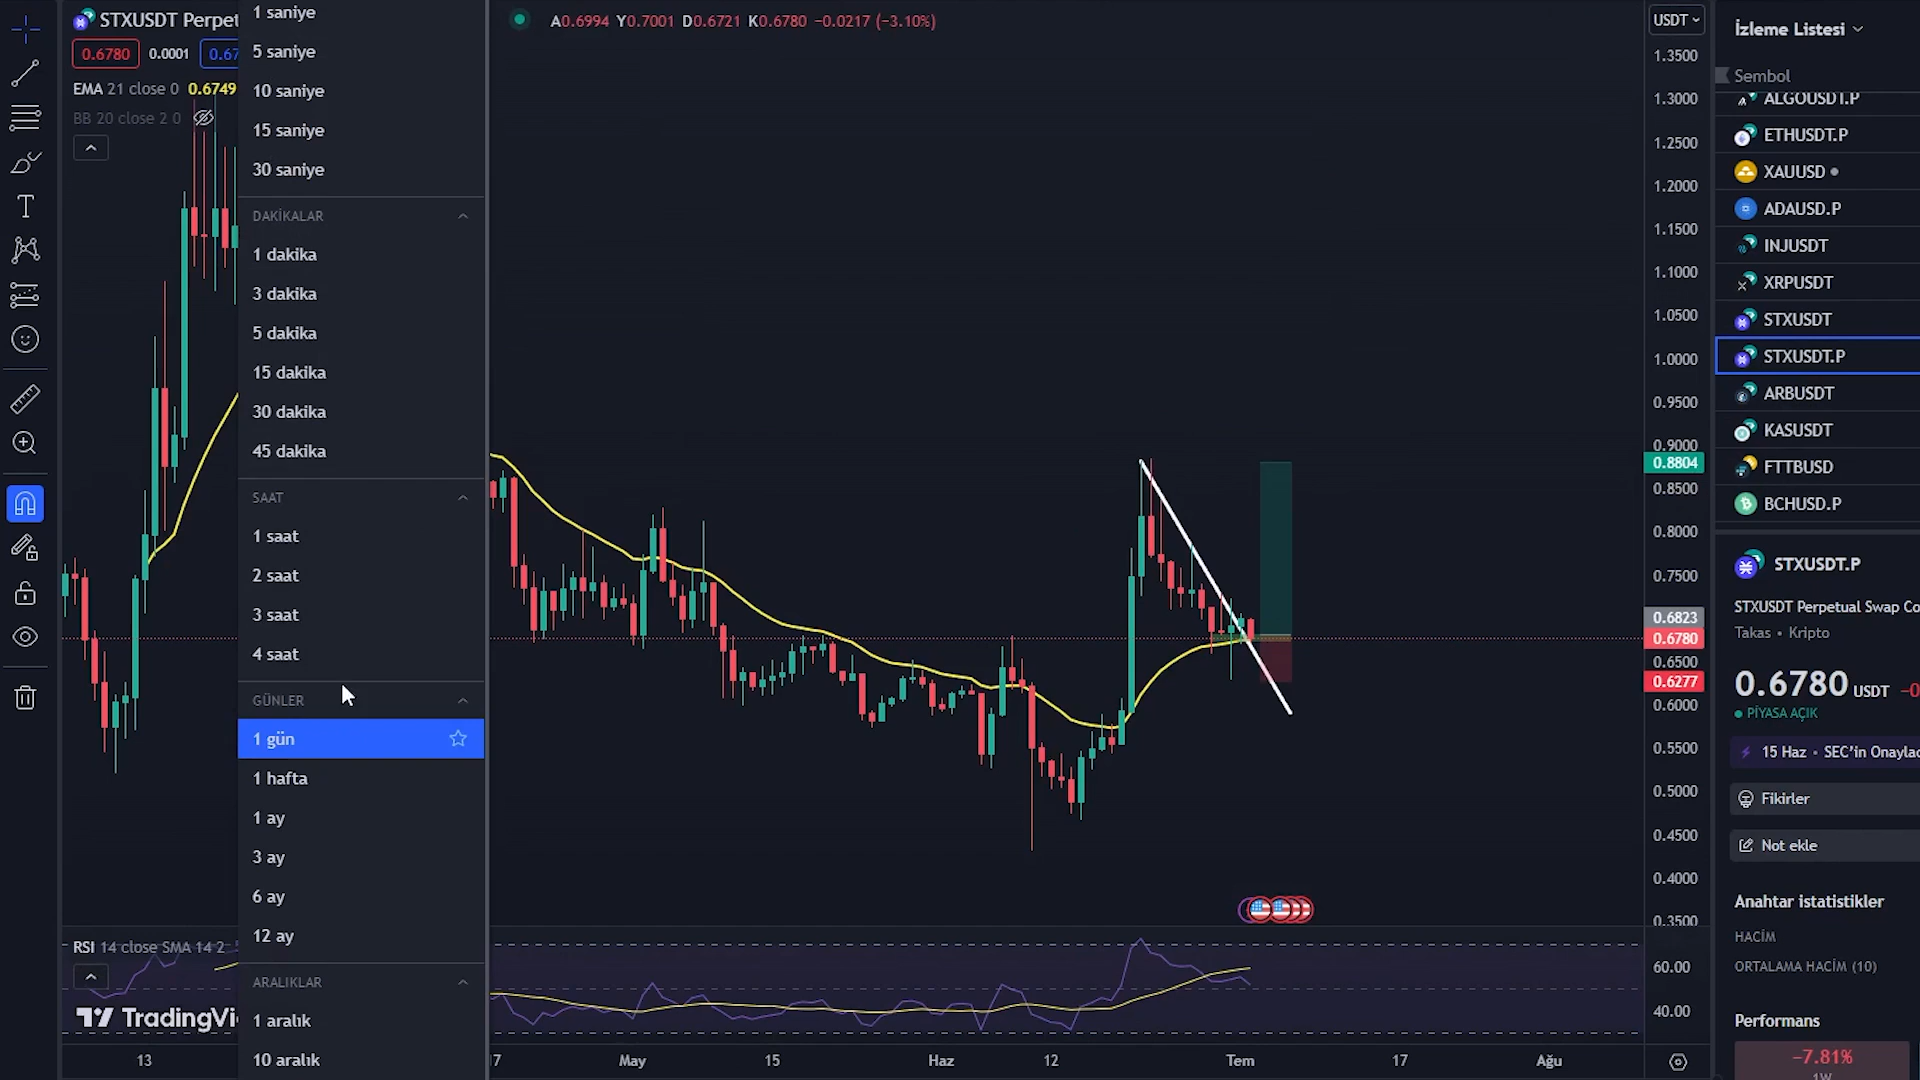 STXUSDT Perpet
A0.6994 Y0.7001 D0.6721 K0.6780 −0.0217 (−3.10%)
0.6780 0.0001 0.67
EMA 21 close 0 0.6749
BB 20 close 2 0
1 saniye
5 saniye
10 saniye
15 saniye
30 saniye
DAKİKALAR
1 dakika
3 dakika
5 dakika
15 dakika
30 dakika
45 dakika
SAAT
1 saat
2 saat
3 saat
4 saat
GÜNLER
1 gün
1 hafta
1 ay
3 ay
6 ay
12 ay
ARALIKLAR
1 aralık
10 aralık
RSI 14 close SMA 14 2
TradingVi
USDT
1.3500
1.3000
1.2500
1.2000
1.1500
1.1000
1.0500
1.0000
0.9500
0.9000
0.8804
0.8500
0.8000
0.7500
0.6823
0.6780
0.6500
0.6277
0.6000
0.5500
0.5000
0.4500
0.4000
0.3500
60.00
40.00
13
17
May
15
Haz
12
Tem
17
Ağu
İzleme Listesi
Sembol
ALGOUSDT.P
ETHUSDT.P
XAUUSD
ADAUSD.P
INJUSDT
XRPUSDT
STXUSDT
STXUSDT.P
ARBUSDT
KASUSDT
FTTBUSD
BCHUSD.P
STXUSDT.P
STXUSDT Perpetual Swap Co
Takas • Kripto
0.6780 USDT −0
PİYASA AÇIK
15 Haz · SEC'in Onaylad
Fikirler
Not ekle
Anahtar istatistikler
HACİM
ORTALAMA HACİM (10)
Performans
−7.81%
1W